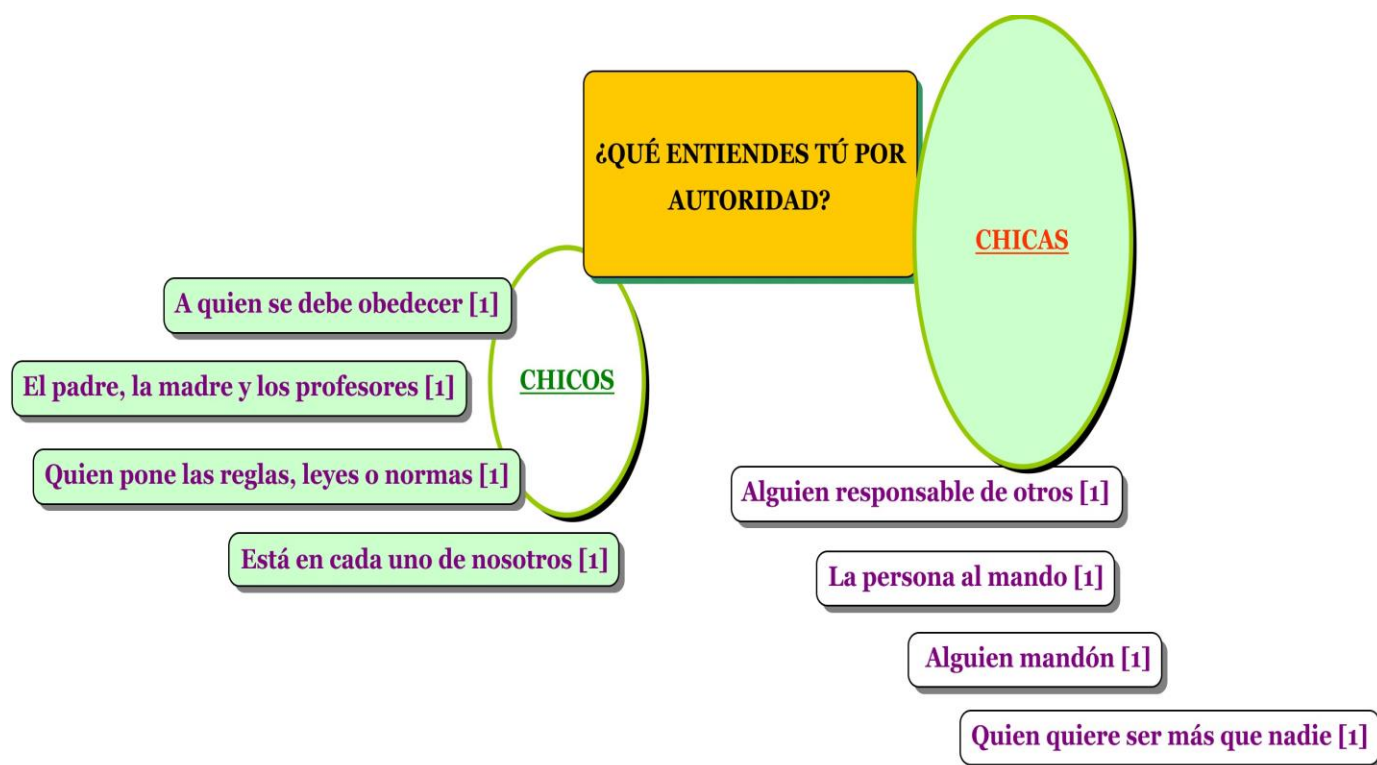 ¿QUÉ ENTIENDES TÚ POR
AUTORIDAD?
CHICAS
CHICOS
A quien se debe obedecer [1]
El padre, la madre y los profesores [1]
Quien pone las reglas, leyes o normas [1]
Está en cada uno de nosotros [1]
Alguien responsable de otros [1]
La persona al mando [1]
Alguien mandón [1]
Quien quiere ser más que nadie [1]